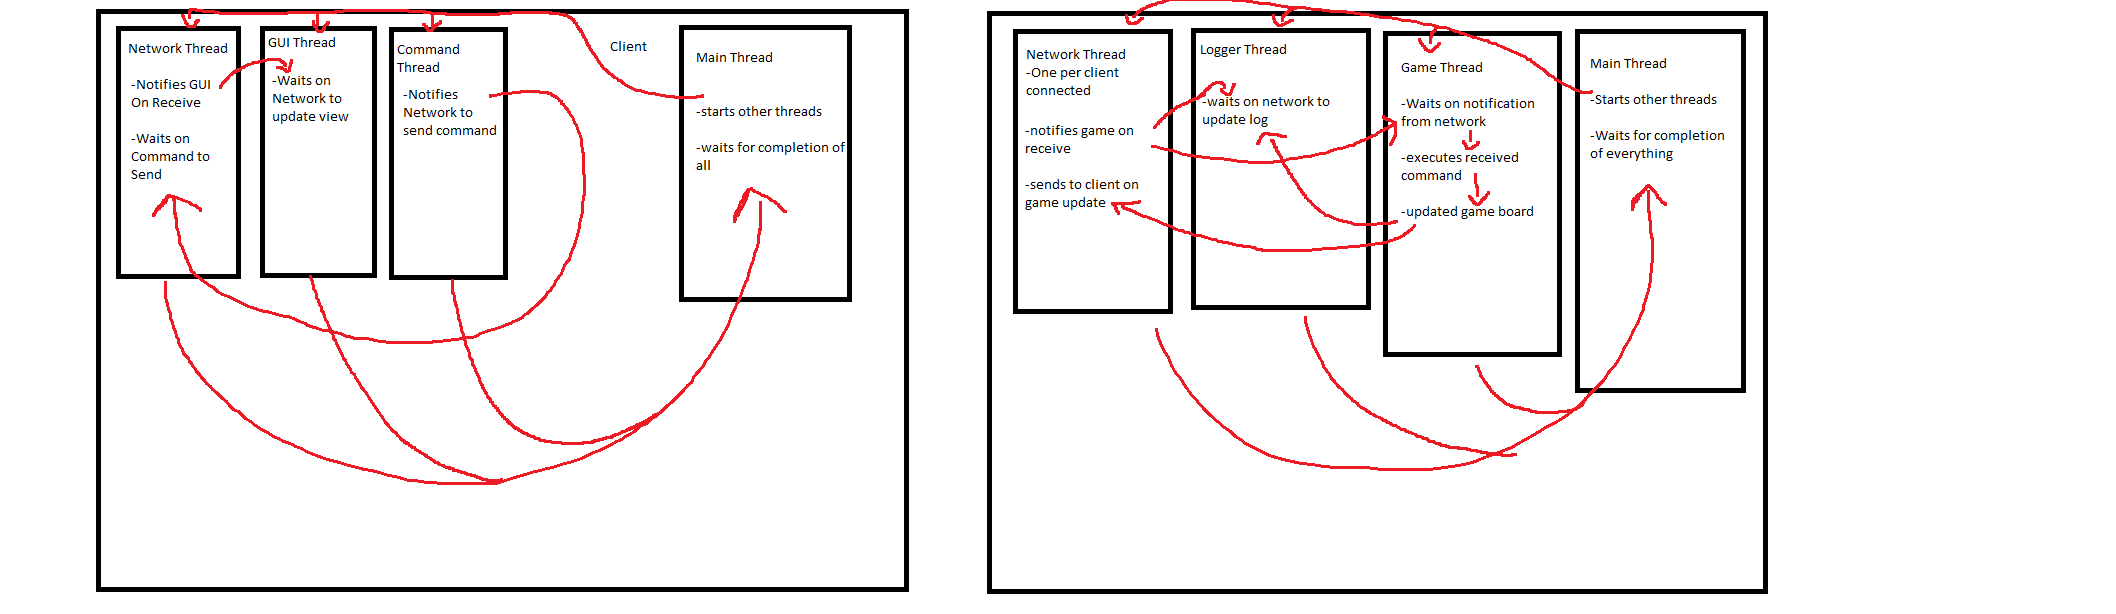 Network Thread
-Notifies GUI
On Receive
-Waits on
Command to
Send
GUI Thread
-Waits on
Network to
update view
Command
Thread
-Notifies
Network to
send command
Client
Main Thread
-starts other threads
-waits for completion of
all
Network Thread
-One per client
connected
-notifies game on
receive
-sends to client on
game update
Logger Thread
-waits on network to
update log
Game Thread
-Waits on notification
from network
-executes received
command
-updated game board
Main Thread
-Starts other threads
-Waits for completion
of everything